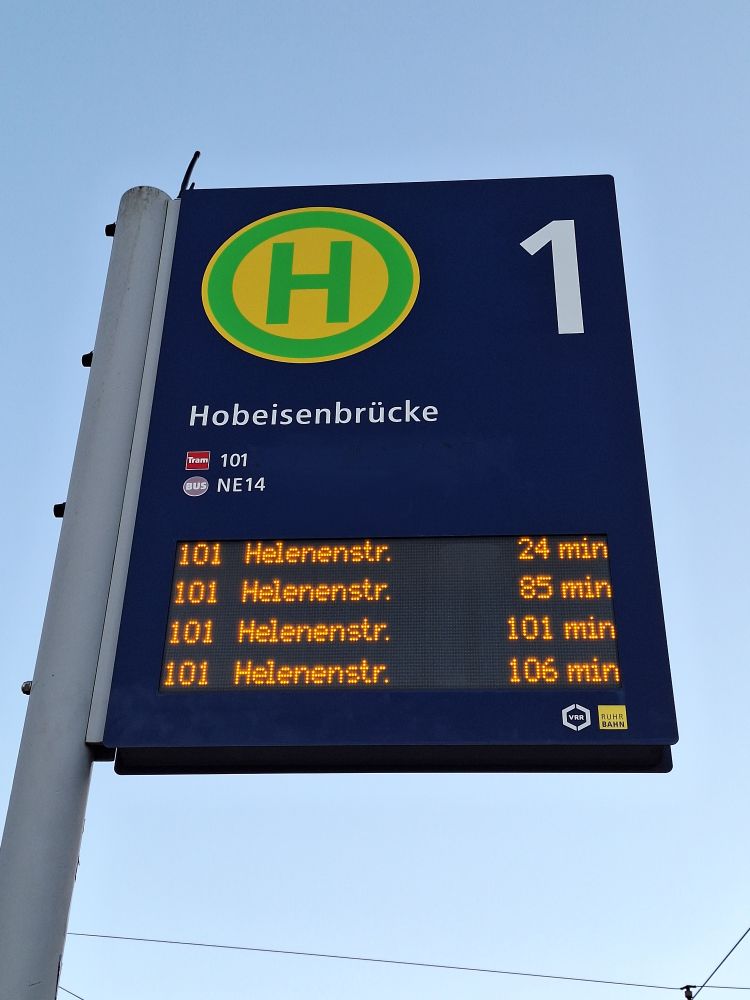 H
1
Hobeisenbrücke
Tram 101
BUS NE14
101 Helenenstr. 24 min
101 Helenenstr. 85 min
101 Helenenstr. 101 min
101 Helenenstr. 106 min
VRR RUHR
BAHN